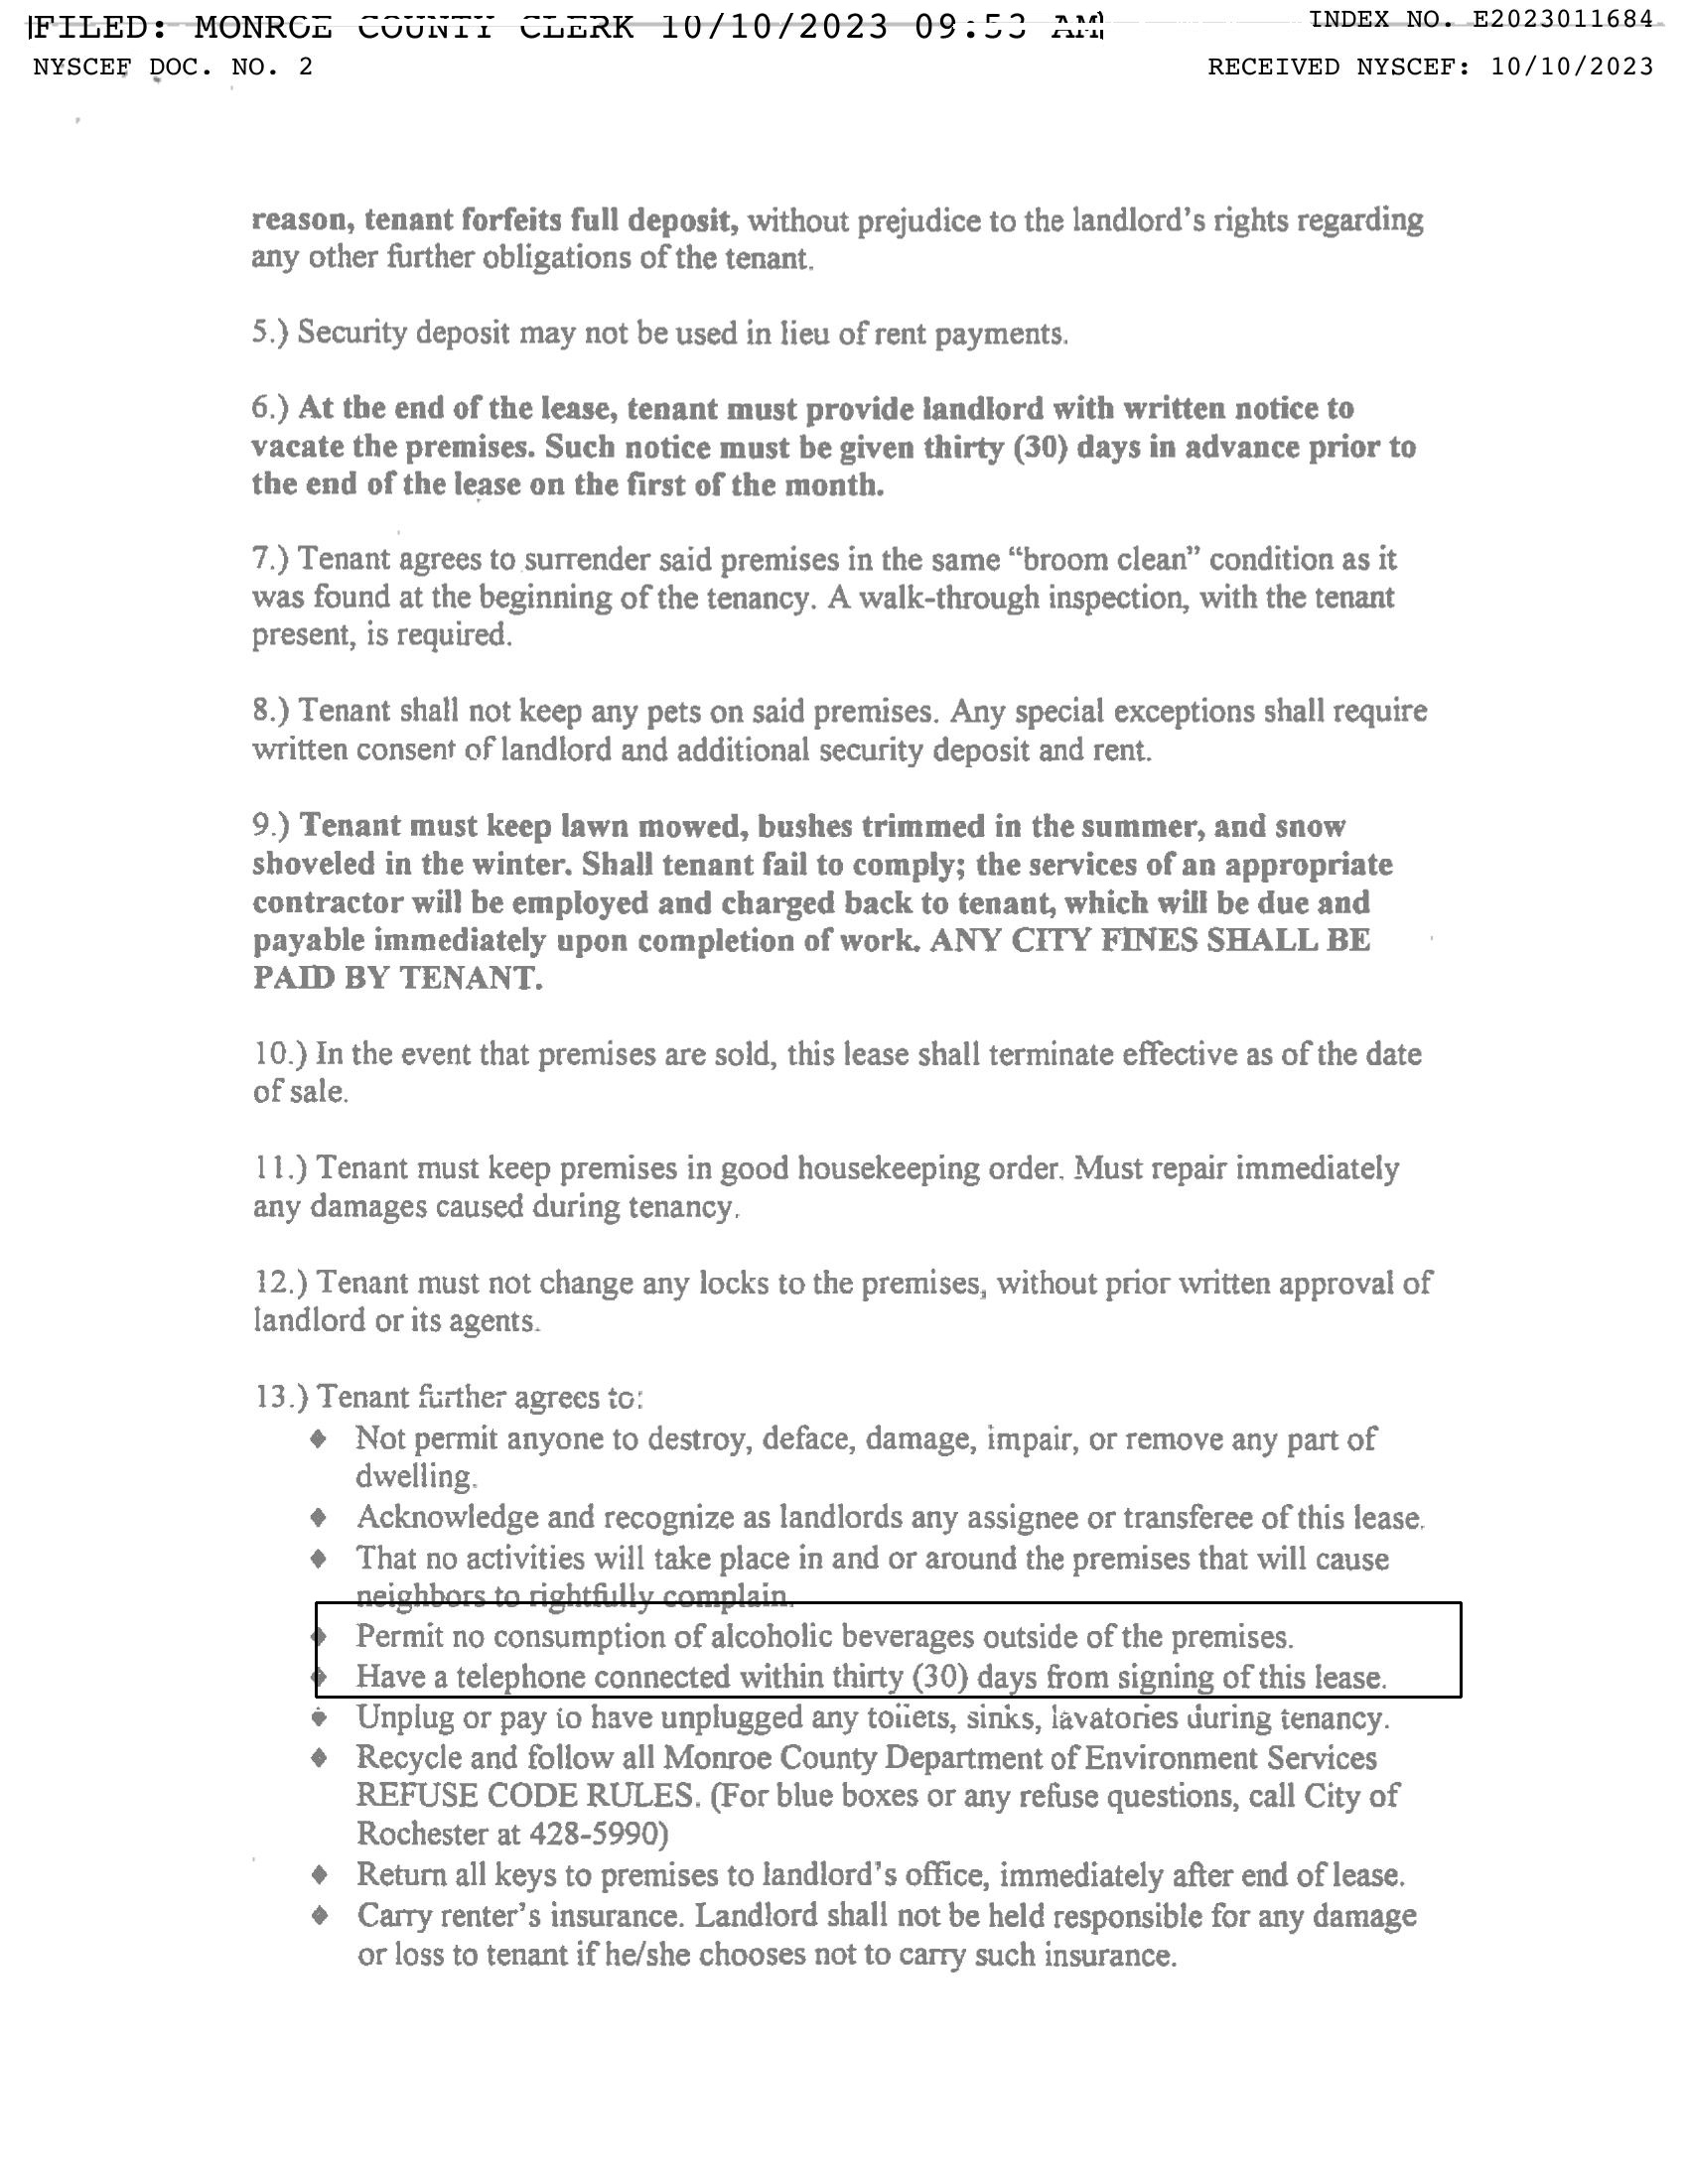 FILED: MONROE COUNTY CLERK 10/10/2023 09:53 AM
INDEX NO. E2023011684
NYSCEF DOC. NO. 2
RECEIVED NYSCEF: 10/10/2023
reason, tenant forfeits full deposit, without prejudice to the landlord's rights regarding
any other further obligations of the tenant.
5.) Security deposit may not be used in lieu of rent payments.
6.) At the end of the lease, tenant must provide landlord with written notice to
vacate the premises. Such notice must be given thirty (30) days in advance prior to
the end of the lease on the first of the month.
7.) Tenant agrees to surrender said premises in the same “broom clean” condition as it
was found at the beginning of the tenancy. A walk-through inspection, with the tenant
present, is required.
8.) Tenant shall not keep any pets on said premises. Any special exceptions shall require
written consent of landlord and additional security deposit and rent.
9.) Tenant must keep lawn mowed, bushes trimmed in the summer, and snow
shoveled in the winter. Shall tenant fail to comply; the services of an appropriate
contractor will be employed and charged back to tenant, which will be due and
payable immediately upon completion of work. ANY CITY FINES SHALL BE
PAID BY TENANT.
10.) In the event that premises are sold, this lease shall terminate effective as of the date
of sale.
11.) Tenant must keep premises in good housekeeping order. Must repair immediately
any damages caused during tenancy.
12.) Tenant must not change any locks to the premises, without prior written approval of
landlord or its agents.
13.) Tenant further agrees to:
♦ Not permit anyone to destroy, deface, damage, impair, or remove any part of
dwelling.
♦ Acknowledge and recognize as landlords any assignee or transferee of this lease.
♦ That no activities will take place in and or around the premises that will cause
neighbors to rightfully complain.
♦ Permit no consumption of alcoholic beverages outside of the premises.
♦ Have a telephone connected within thirty (30) days from signing of this lease.
♦ Unplug or pay to have unplugged any toilets, sinks, lavatories during tenancy.
♦ Recycle and follow all Monroe County Department of Environment Services
REFUSE CODE RULES. (For blue boxes or any refuse questions, call City of
Rochester at 428-5990)
♦ Return all keys to premises to landlord's office, immediately after end of lease.
♦ Carry renter's insurance. Landlord shall not be held responsible for any damage
or loss to tenant if he/she chooses not to carry such insurance.